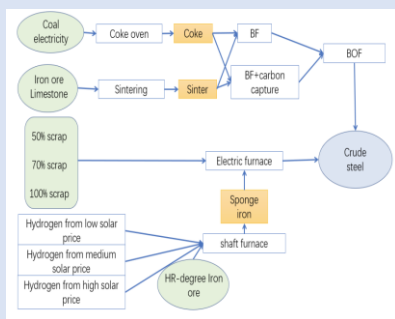 Coal
electricity
Coke oven
Coke
BF
BOF
Iron ore
Limestone
Sintering
Sinter
BF+carbon
capture
50% scrap
70% scrap
100% scrap
Electric furnace
Crude
steel
Sponge
iron
Hydrogen from low solar
price
Hydrogen from medium
solar price
Hydrogen from high solar
price
shaft furnace
HR-degree Iron
ore